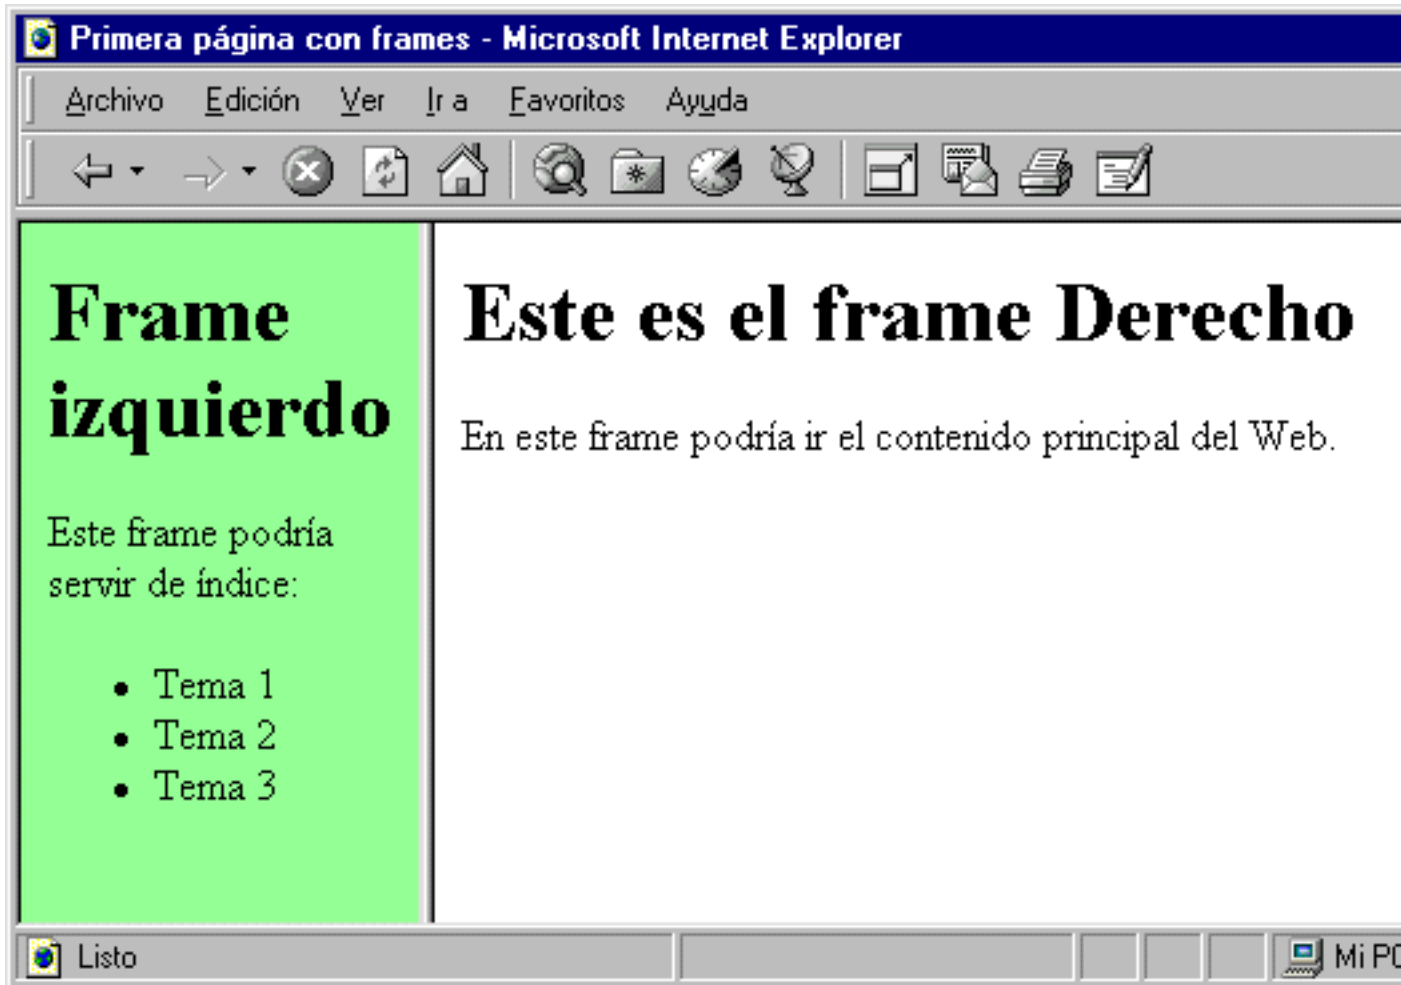 Primera página con frames - Microsoft Internet Explorer
Archivo Edición Ver Ir a Favoritos Ayuda
Frame
izquierdo
Este frame podría
servir de índice:
• Tema 1
• Tema 2
• Tema 3
Este es el frame Derecho
En este frame podría ir el contenido principal del Web.
Listo
Mi PC